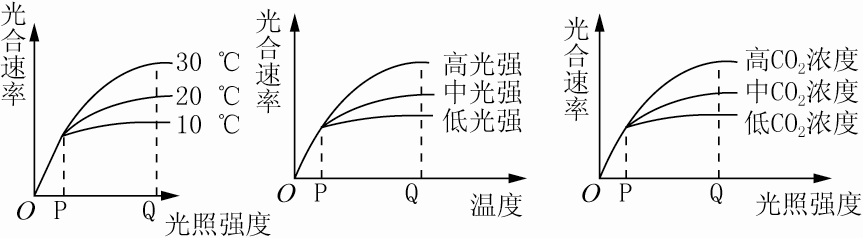 光合速率
30 ℃
20 ℃
10 ℃
O P Q
光照强度
光合速率
高光强
中光强
低光强
O P Q
温度
光合速率
高CO₂浓度
中CO₂浓度
低CO₂浓度
O P Q
光照强度